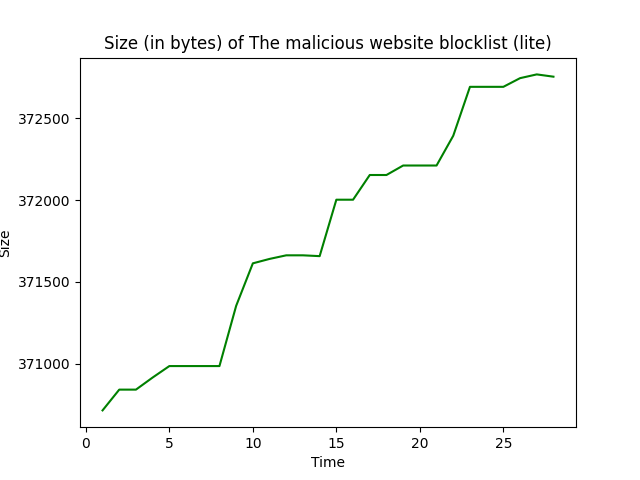 Size (in bytes) of The malicious website blocklist (lite)
372500
372000
371500
371000
Size
0 5 10 15 20 25
Time